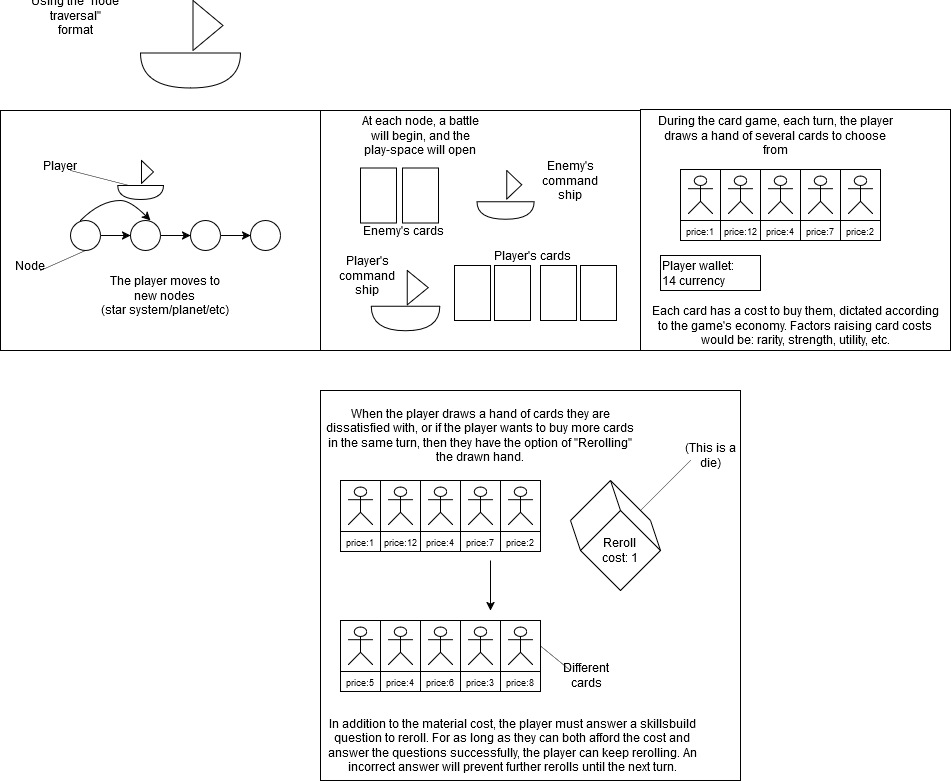 Using the "node
traversal"
format
Player
Node
The player moves to
new nodes
(star system/planet/etc)
At each node, a battle
will begin, and the
play-space will open
Enemy's
command
ship
Enemy's cards
Player's
command
ship
Player's cards
During the card game, each turn, the player
draws a hand of several cards to choose
from
price:1 price:12 price:4 price:7 price:2
Player wallet:
14 currency
Each card has a cost to buy them, dictated according
to the game's economy. Factors raising card costs
would be: rarity, strength, utility, etc.
When the player draws a hand of cards they are
dissatisfied with, or if the player wants to buy more cards
in the same turn, then they have the option of "Rerolling"
the drawn hand.
(This is a
die)
price:1 price:12 price:4 price:7 price:2
Reroll
cost: 1
price:5 price:4 price:6 price:3 price:8
Different
cards
In addition to the material cost, the player must answer a skillsbuild
question to reroll. For as long as they can both afford the cost and
answer the questions successfully, the player can keep rerolling. An
incorrect answer will prevent further rerolls until the next turn.